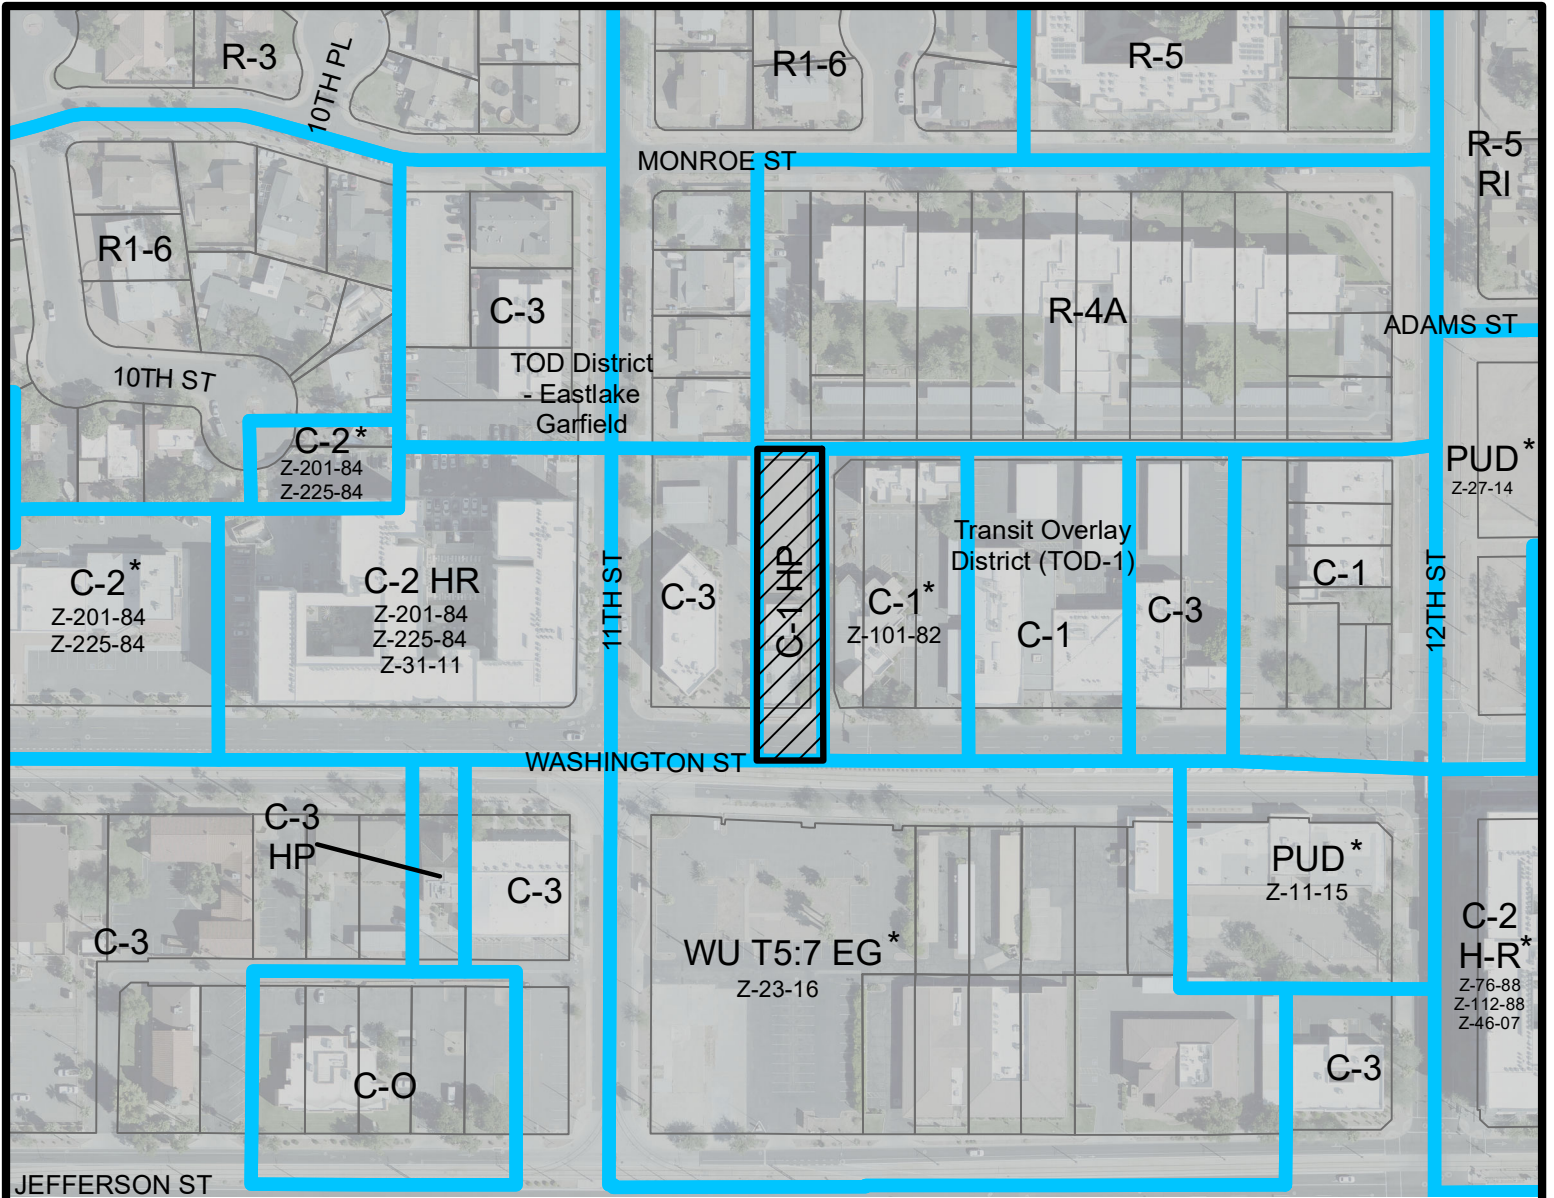 R-3
10TH PL
R1-6
R-5
MONROE ST
R-5
RI
R1-6
C-3
R-4A
ADAMS ST
10TH ST
TOD District
- Eastlake
Garfield
C-2*
Z-201-84
Z-225-84
PUD*
Z-27-14
C-2*
Z-201-84
Z-225-84
C-2 HR
Z-201-84
Z-225-84
Z-31-11
11TH ST
C-3
C-1 HP
C-1*
Z-101-82
Transit Overlay
District (TOD-1)
C-1
C-3
C-1
12TH ST
WASHINGTON ST
C-3
HP
C-3
C-3
WU T5:7 EG*
Z-23-16
PUD*
Z-11-15
C-2
H-R*
Z-76-88
Z-112-88
Z-46-07
C-O
C-3
JEFFERSON ST